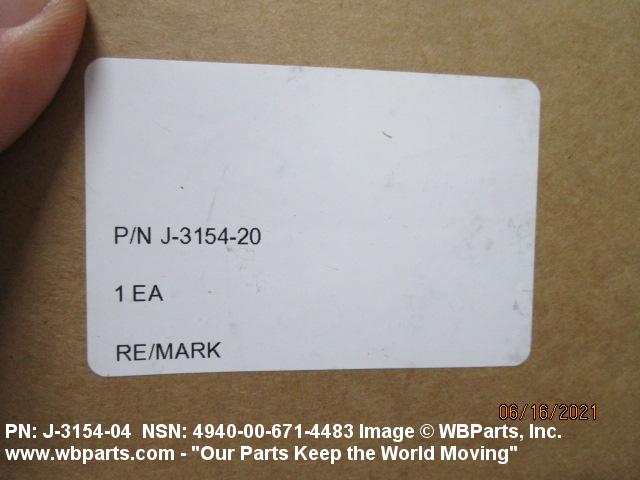 P/N J-3154-20
1 EA
RE/MARK
06/16/2021
PN: J-3154-04 NSN: 4940-00-671-4483 Image © WBParts, Inc.
www.wbparts.com - "Our Parts Keep the World Moving"